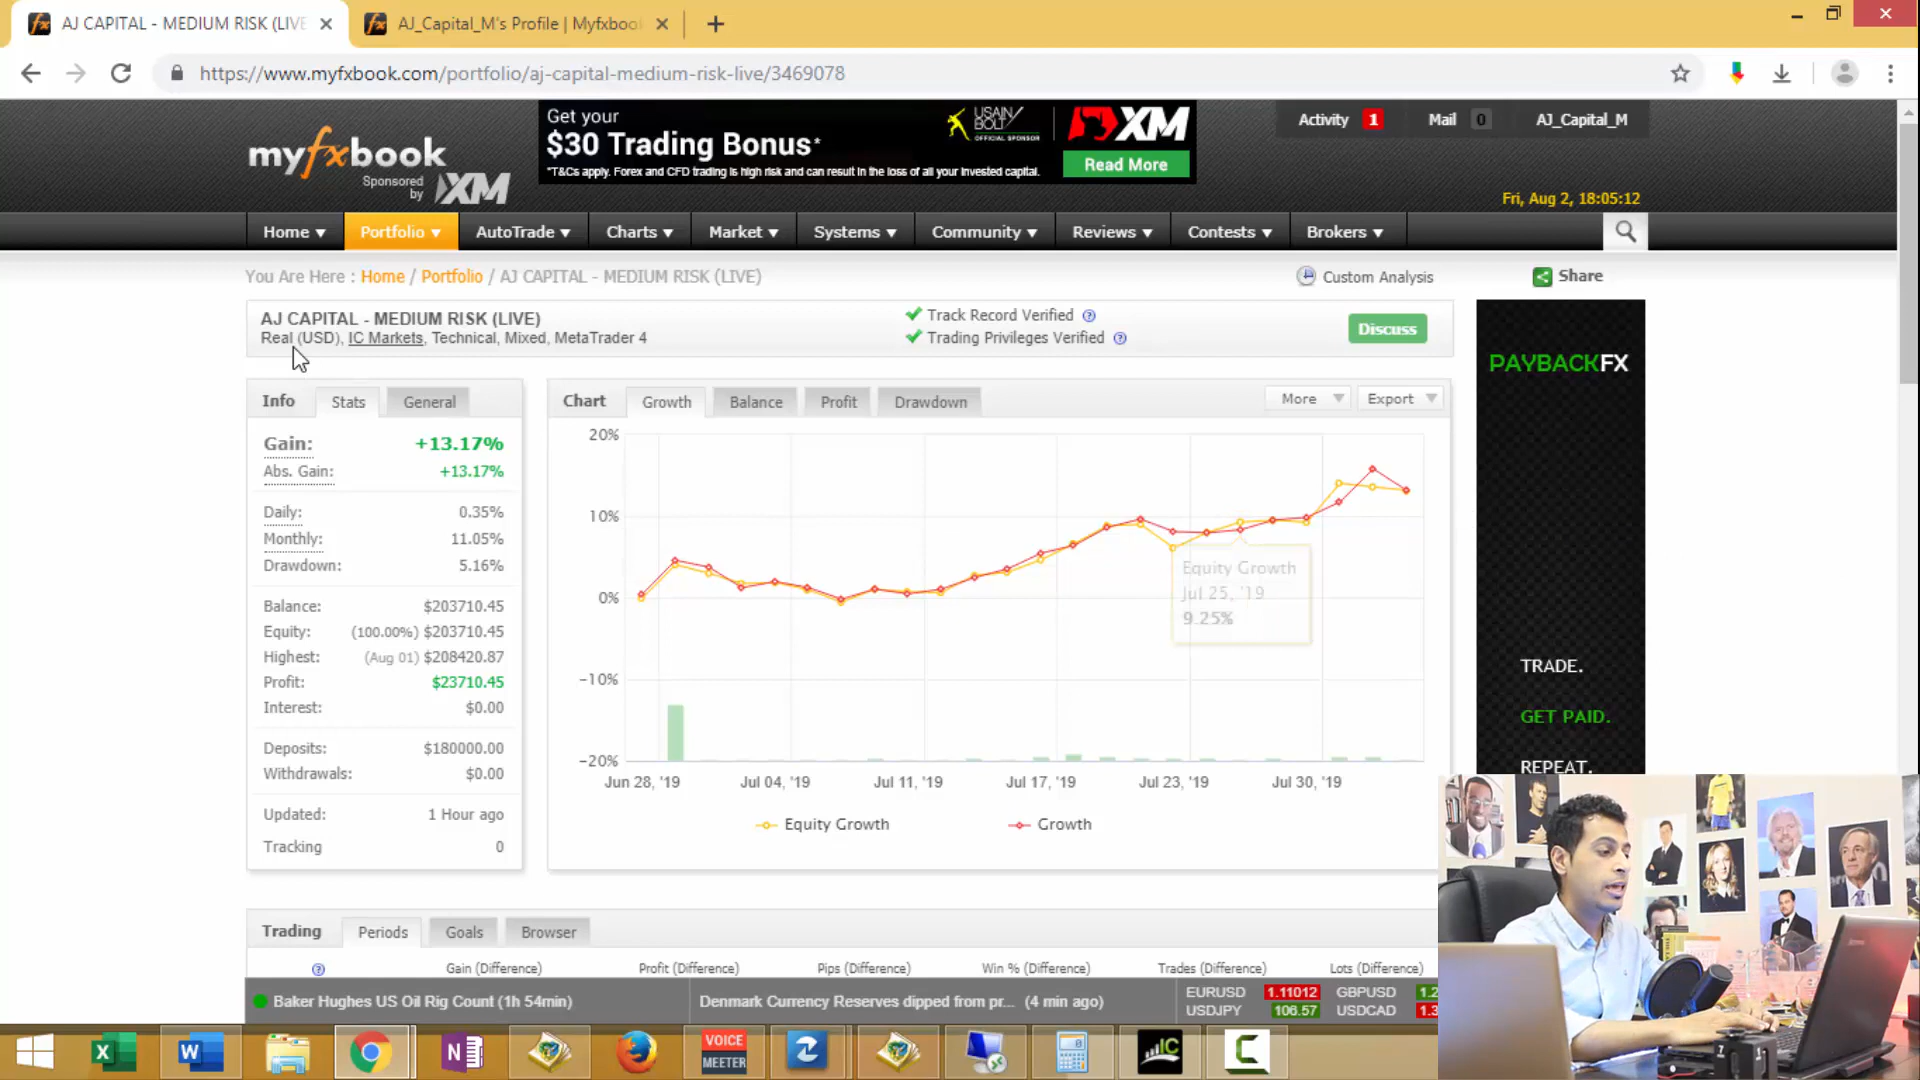 AJ CAPITAL - MEDIUM RISK (LIVE
AJ_Capital_M's Profile | Myfxboo
https://www.myfxbook.com/portfolio/aj-capital-medium-risk-live/3469078
myfxbook
Sponsored by XM
Get your
$30 Trading Bonus*
*T&Cs apply. Forex and CFD trading is high risk and can result in the loss of all your invested capital.
USAIN BOLT
OFFICIAL SPONSOR
XM
Read More
Activity 1 Mail 0 AJ_Capital_M
Fri, Aug 2, 18:05:12
Home Portfolio AutoTrade Charts Market Systems Community Reviews Contests Brokers
You Are Here : Home / Portfolio / AJ CAPITAL - MEDIUM RISK (LIVE)
Custom Analysis Share
AJ CAPITAL - MEDIUM RISK (LIVE)
Real (USD), IC Markets, Technical, Mixed, MetaTrader 4
Track Record Verified
Trading Privileges Verified
Discuss
Info Stats General
Gain: +13.17%
Abs. Gain: +13.17%
Daily: 0.35%
Monthly: 11.05%
Drawdown: 5.16%
Balance: $203710.45
Equity: (100.00%) $203710.45
Highest: (Aug 01) $208420.87
Profit: $23710.45
Interest: $0.00
Deposits: $180000.00
Withdrawals: $0.00
Updated: 1 Hour ago
Tracking 0
Chart Growth Balance Profit Drawdown
More Export
20%
10%
0%
-10%
-20%
Equity Growth
Jul 25, '19
9.25%
Jun 28, '19 Jul 04, '19 Jul 11, '19 Jul 17, '19 Jul 23, '19 Jul 30, '19
Equity Growth Growth
PAYBACKFX
TRADE.
GET PAID.
REPEAT.
Trading Periods Goals Browser
Gain (Difference) Profit (Difference) Pips (Difference) Win % (Difference) Trades (Difference) Lots (Difference)
Baker Hughes US Oil Rig Count (1h 54min)
Denmark Currency Reserves dipped from pr... (4 min ago)
EURUSD 1.11012 GBPUSD 1.2
USDJPY 106.57 USDCAD 1.3
VOICE
MEETER
IC